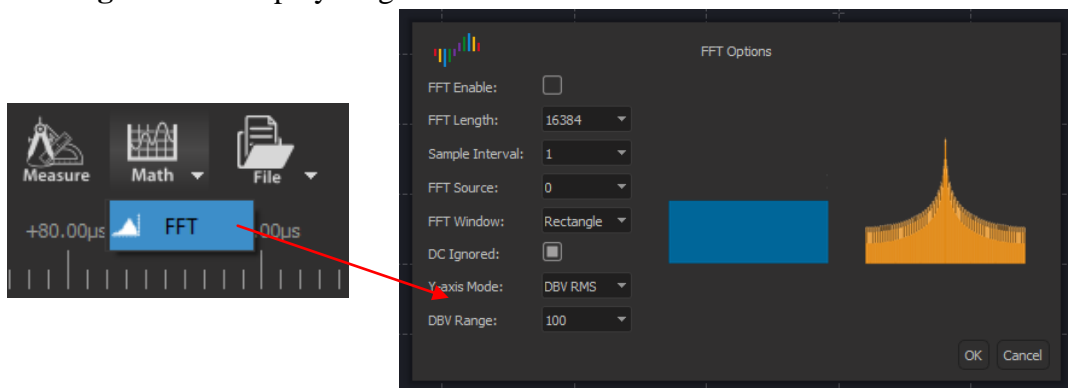 Measure
Math
File
+80.00µs
.00µs
FFT
FFT Options
FFT Enable:
FFT Length: 16384
Sample Interval: 1
FFT Source: 0
FFT Window: Rectangle
DC Ignored:
Y-axis Mode: DBV RMS
DBV Range: 100
OK Cancel